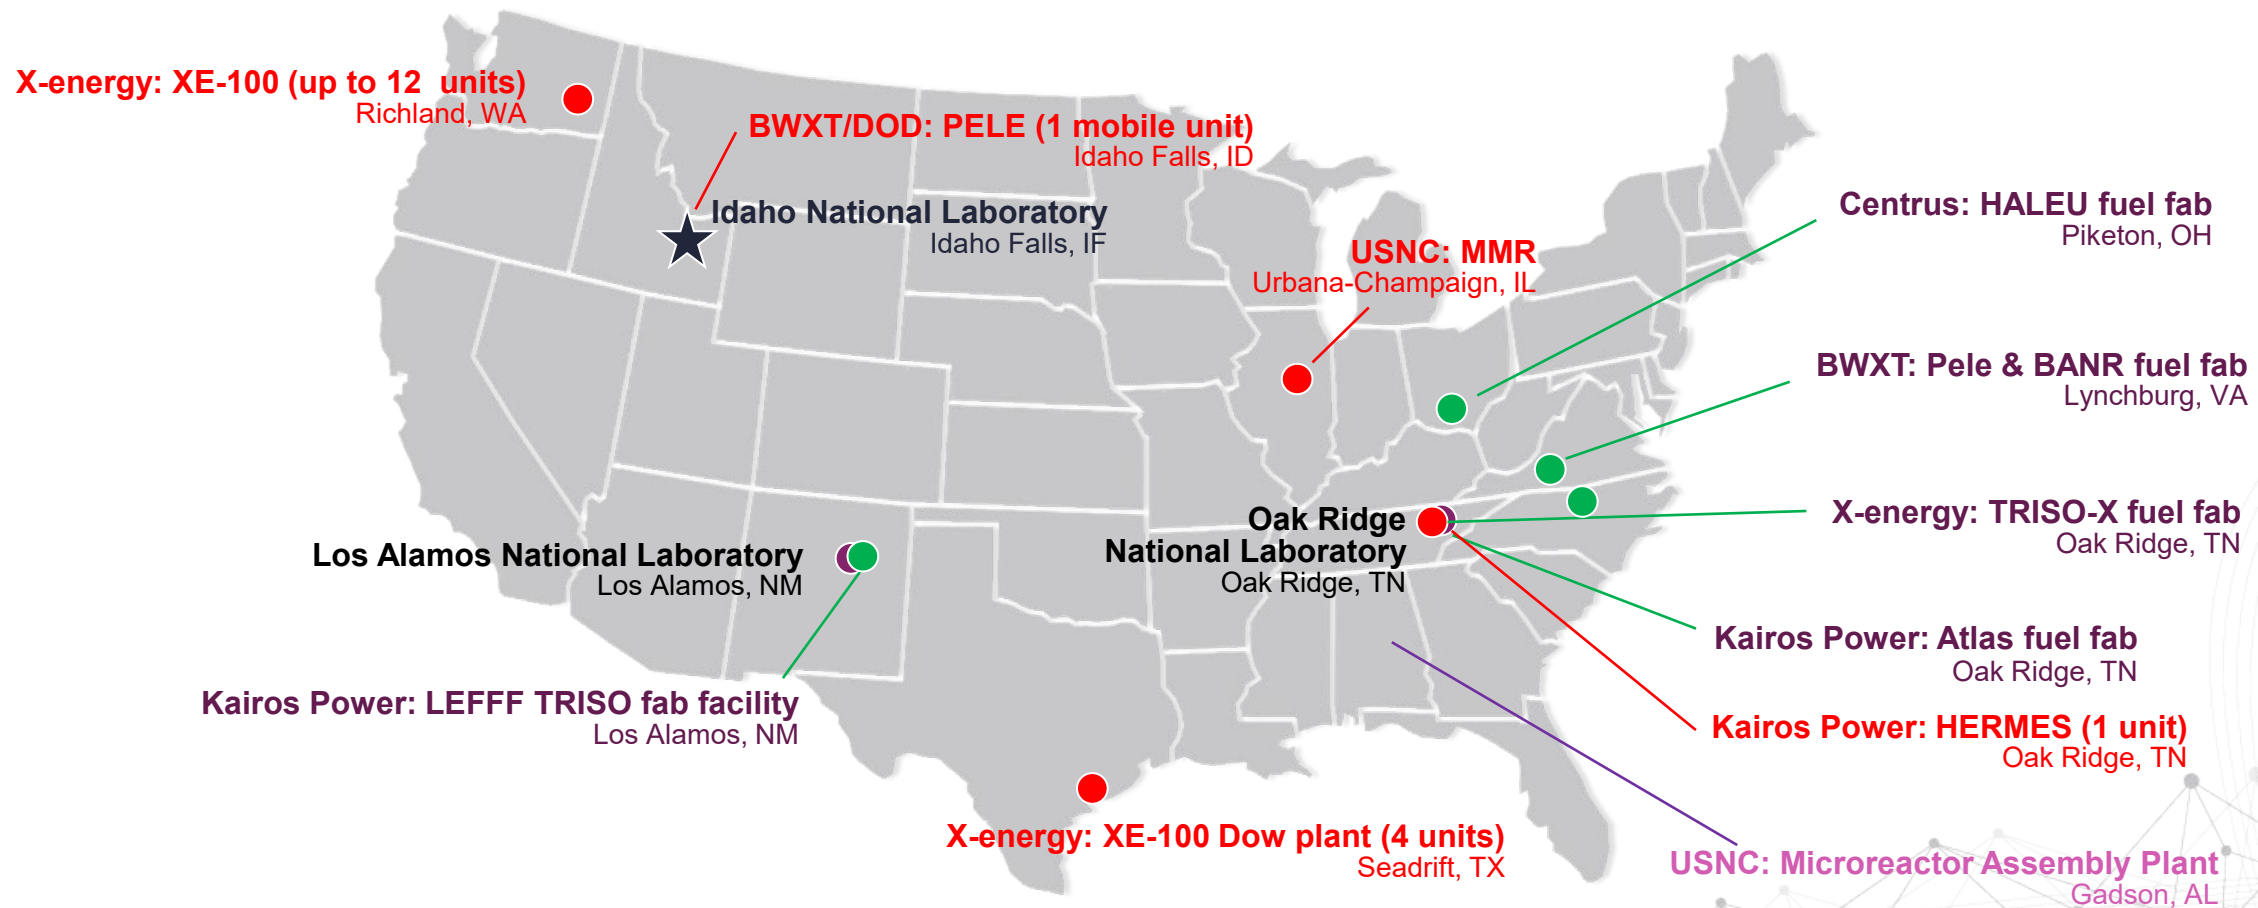 X-energy: XE-100 (up to 12  units)
Richland, WA
BWXT/DOD: PELE (1 mobile unit)
Idaho Falls, ID
Idaho National Laboratory
Idaho Falls, IF
USNC: MMR
Urbana-Champaign, IL
Centrus: HALEU fuel fab
Piketon, OH
BWXT: Pele & BANR fuel fab
Lynchburg, VA
X-energy: TRISO-X fuel fab
Oak Ridge, TN
Oak Ridge
National Laboratory
Oak Ridge, TN
Los Alamos National Laboratory
Los Alamos, NM
Kairos Power: Atlas fuel fab
Oak Ridge, TN
Kairos Power: LEFFF TRISO fab facility
Los Alamos, NM
Kairos Power: HERMES (1 unit)
Oak Ridge, TN
X-energy: XE-100 Dow plant (4 units)
Seadrift, TX
USNC: Microreactor Assembly Plant
Gadson, AL